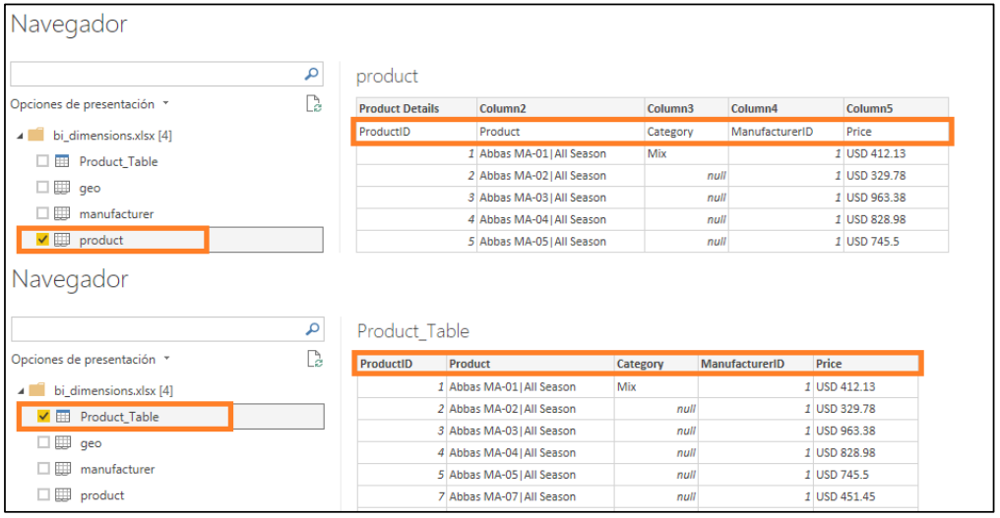 Navegador
product
Opciones de presentación
Product Details Column2 Column3 Column4 Column5
bi_dimensions.xlsx [4]
ProductID Product Category ManufacturerID Price
Product_Table
1 Abbas MA-01|All Season Mix 1 USD 412.13
2 Abbas MA-02|All Season null 1 USD 329.78
geo
3 Abbas MA-03|All Season null 1 USD 963.38
manufacturer
4 Abbas MA-04|All Season null 1 USD 828.98
product
5 Abbas MA-05|All Season null 1 USD 745.5
Navegador
Product_Table
Opciones de presentación
ProductID Product Category ManufacturerID Price
bi_dimensions.xlsx [4]
1 Abbas MA-01|All Season Mix 1 USD 412.13
Product_Table
2 Abbas MA-02|All Season null 1 USD 329.78
geo
3 Abbas MA-03|All Season null 1 USD 963.38
4 Abbas MA-04|All Season null 1 USD 828.98
manufacturer
5 Abbas MA-05|All Season null 1 USD 745.5
product
7 Abbas MA-07|All Season null 1 USD 451.45